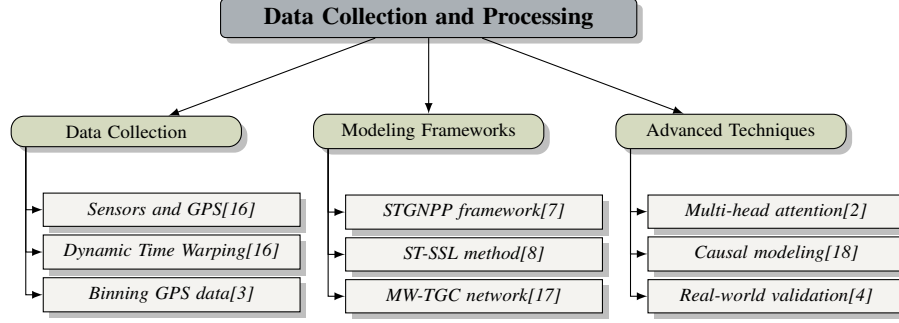 Data Collection and Processing
Data Collection
Modeling Frameworks
Advanced Techniques
Sensors and GPS[16]
STGNPP framework[7]
Multi-head attention[2]
Dynamic Time Warping[16]
ST-SSL method[8]
Causal modeling[18]
Binning GPS data[3]
MW-TGC network[17]
Real-world validation[4]